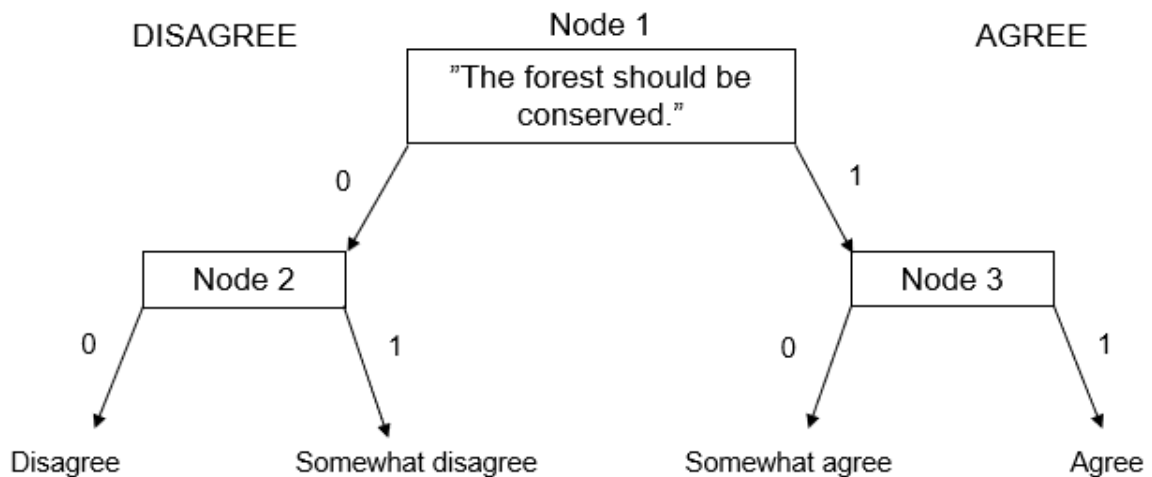 DISAGREE
Node 1
AGREE
”The forest should be
conserved.”
0
1
Node 2
Node 3
0
1
0
1
Disagree
Somewhat disagree
Somewhat agree
Agree